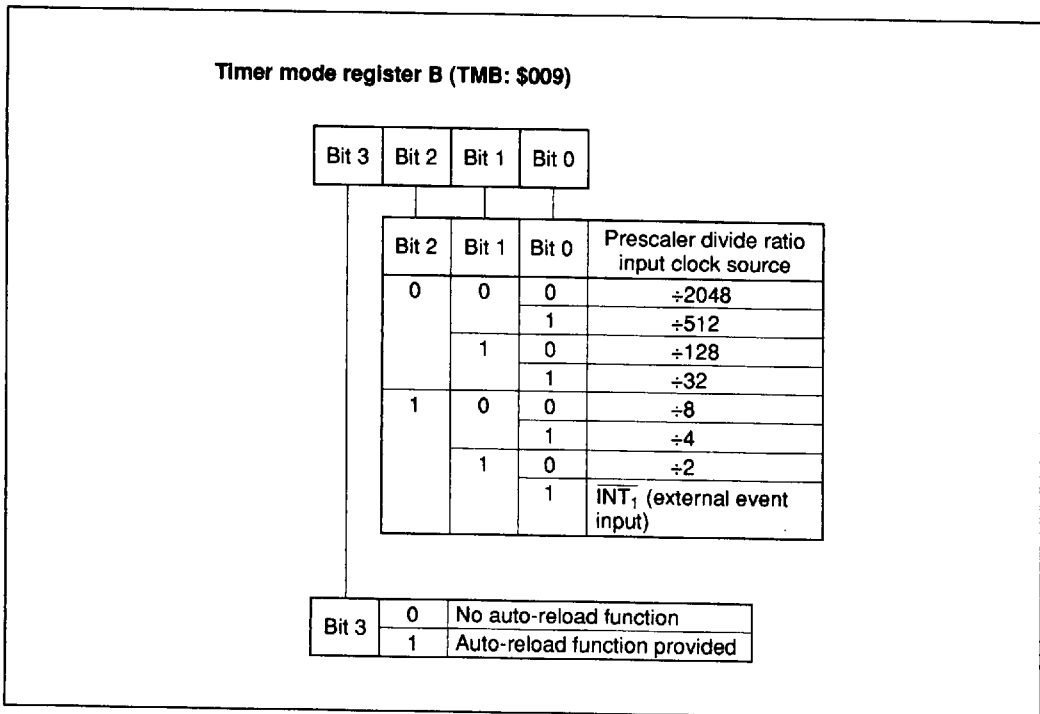 Timer mode register B (TMB: $009)
Bit 3 Bit 2 Bit 1 Bit 0
Bit 2 Bit 1 Bit 0 Prescaler divide ratio
input clock source
0 0 0 ÷2048
1 ÷512
1 0 ÷128
1 ÷32
1 0 0 ÷8
1 ÷4
1 0 ÷2
1 I̅N̅T̅₁̅ (external event
input)
Bit 3 0 No auto-reload function
1 Auto-reload function provided